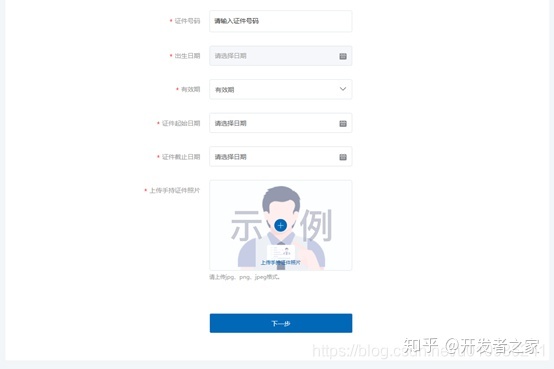 * 证件号码 请输入证件号码
* 出生日期 请选择日期
* 有效期 有效期
* 证件起始日期 请选择日期
* 证件截止日期 请选择日期
* 上传手持证件照片
示 例
上传手持证件照片
请上传jpg、png、jpeg格式。
下一步
知乎 @开发者之家